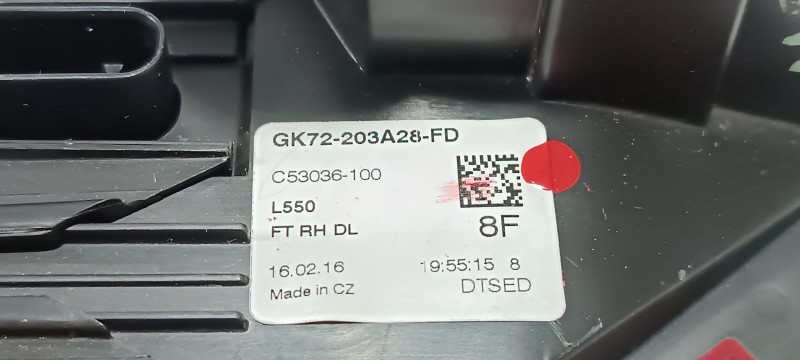 GK72-203A28-FD
C53036-100
L550
FT RH DL
8F
16.02.16 19:55:15 8
Made in CZ DTSED